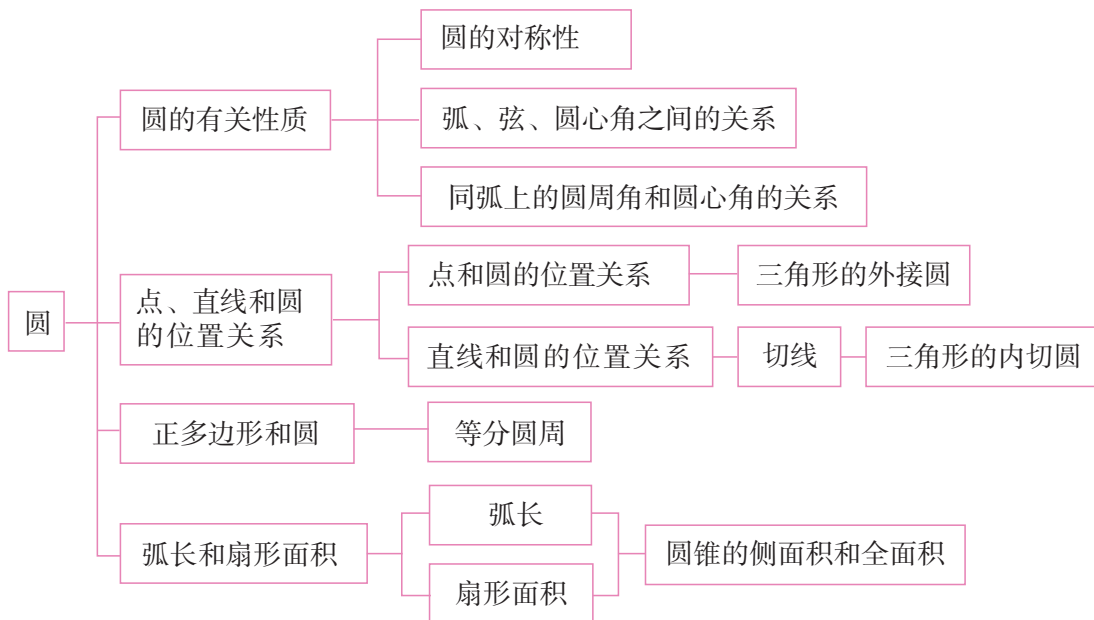 圆的对称性
圆的有关性质
弧、弦、圆心角之间的关系
同弧上的圆周角和圆心角的关系
圆
点、直线和圆
的位置关系
点和圆的位置关系
三角形的外接圆
直线和圆的位置关系
切线
三角形的内切圆
正多边形和圆
等分圆周
弧长和扇形面积
弧长
扇形面积
圆锥的侧面积和全面积